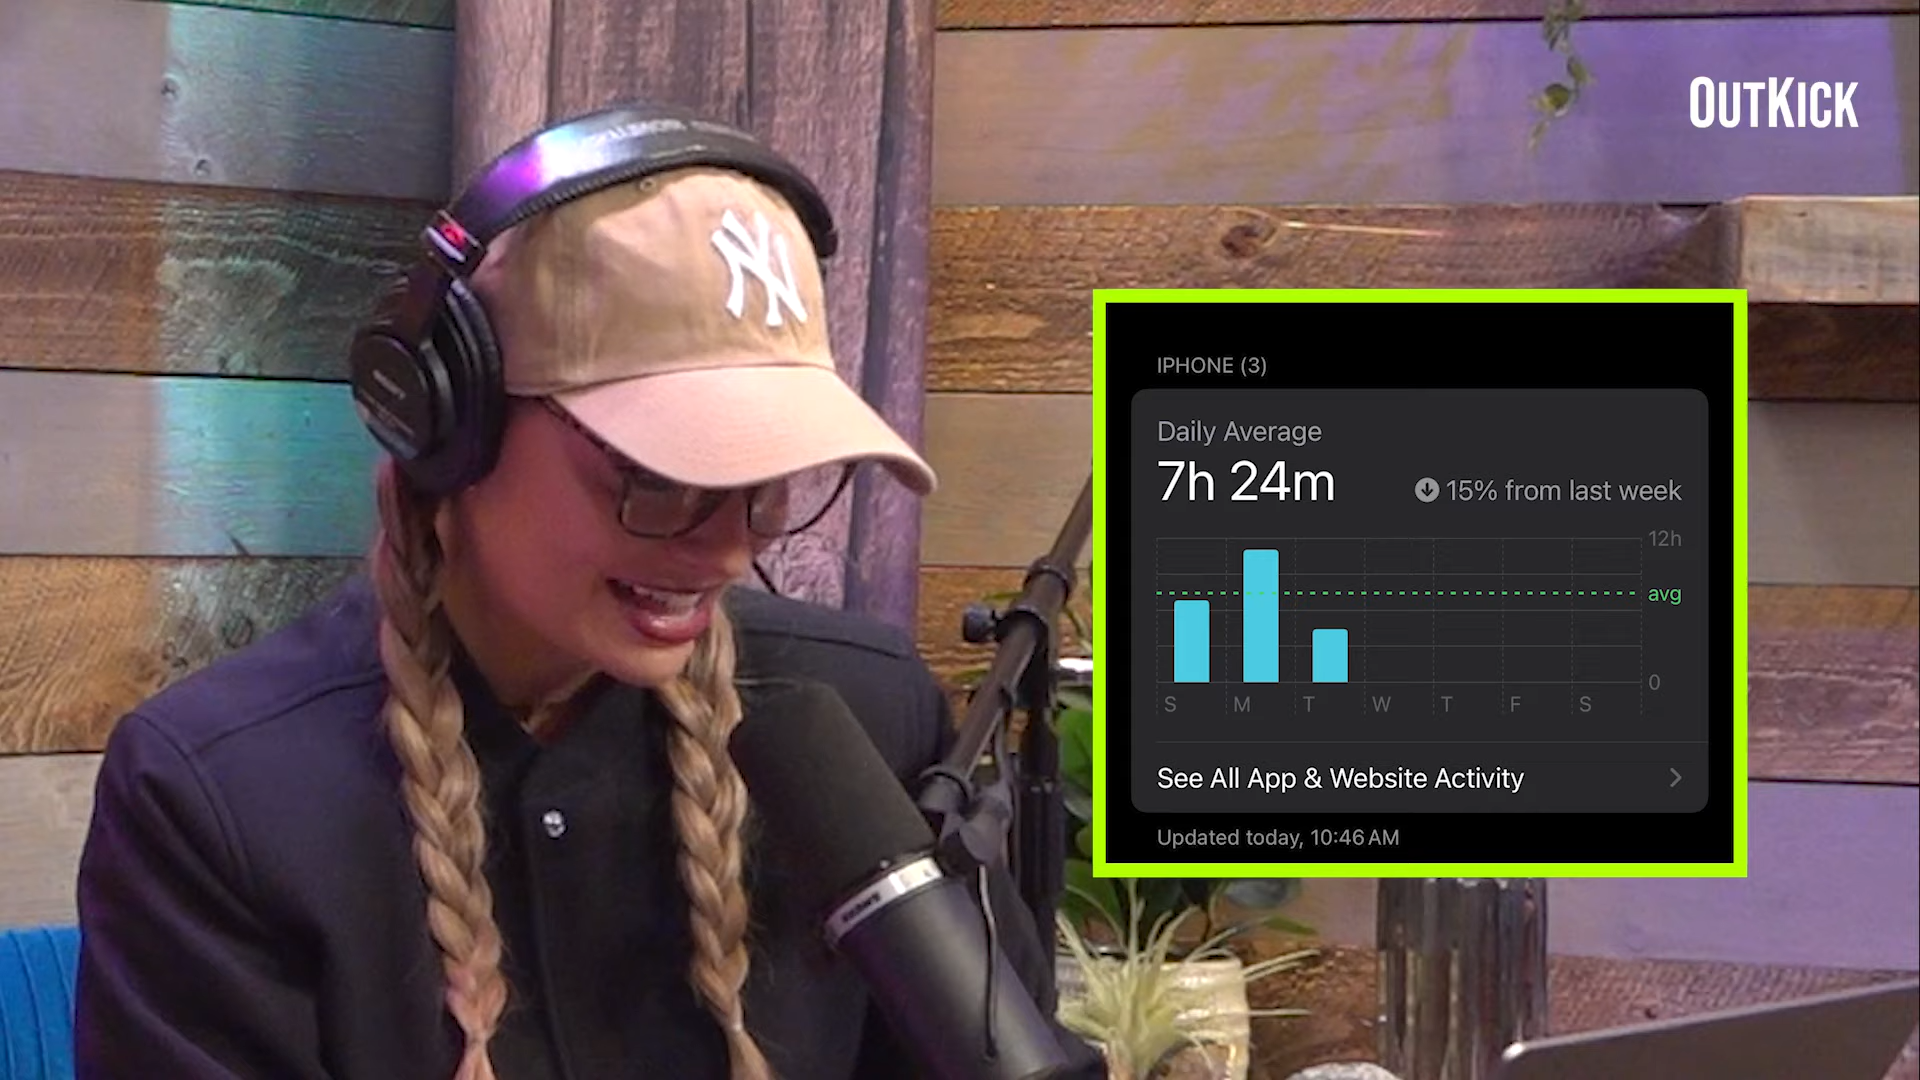 OUTKICK
NY
IPHONE (3)
Daily Average
7h 24m
15% from last week
12h
avg
0
S M T W T F S
See All App & Website Activity
Updated today, 10:46 AM